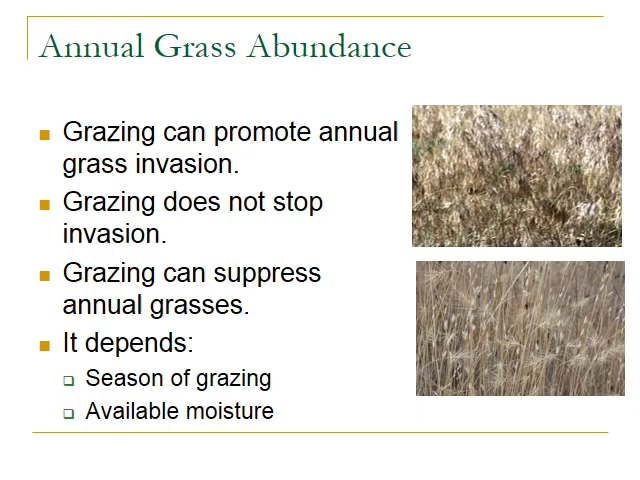 Annual Grass Abundance
Grazing can promote annual
grass invasion.
Grazing does not stop
invasion.
Grazing can suppress
annual grasses.
It depends:
Season of grazing
Available moisture